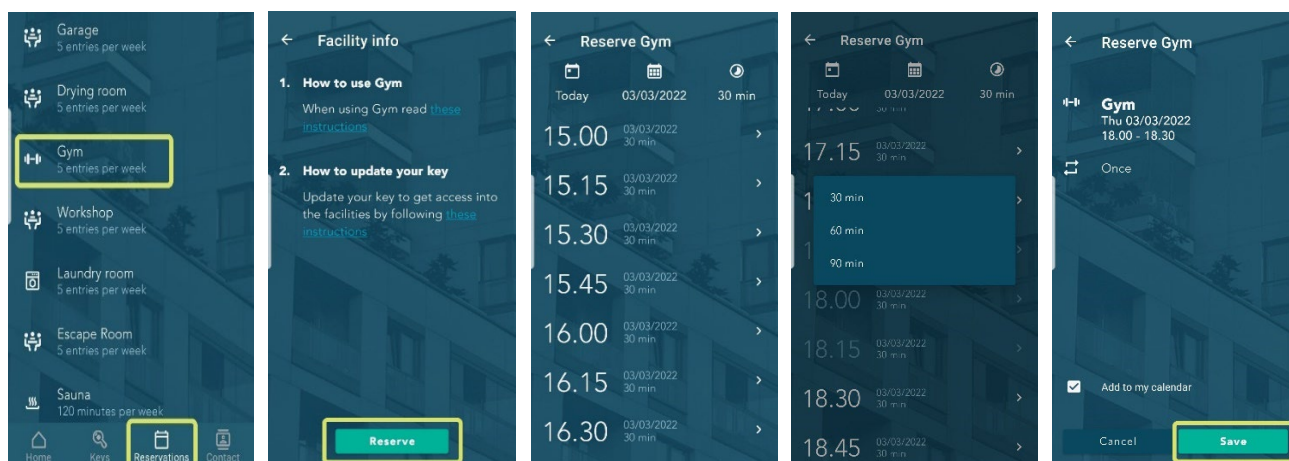 Garage
5 entries per week
Drying room
5 entries per week
Gym
5 entries per week
Workshop
5 entries per week
Laundry room
5 entries per week
Escape Room
5 entries per week
Sauna
120 minutes per week
Home Keys Reservations Contact
Facility info
1. How to use Gym
When using Gym read these
instructions
2. How to update your key
Update your key to get access into
the facilities by following these
instructions
Reserve
Reserve Gym
Today 03/03/2022 30 min
15.00 03/03/2022
30 min
15.15 03/03/2022
30 min
15.30 03/03/2022
30 min
15.45 03/03/2022
30 min
16.00 03/03/2022
30 min
16.15 03/03/2022
30 min
16.30 03/03/2022
30 min
Reserve Gym
Today 03/03/2022 30 min
30 min
17.15 03/03/2022
30 min
30 min
60 min
90 min
18.00 03/03/2022
30 min
18.15 03/03/2022
30 min
18.30 03/03/2022
30 min
18.45 03/03/2022
30 min
Reserve Gym
Gym
Thu 03/03/2022
18.00 - 18.30
Once
Add to my calendar
Cancel Save